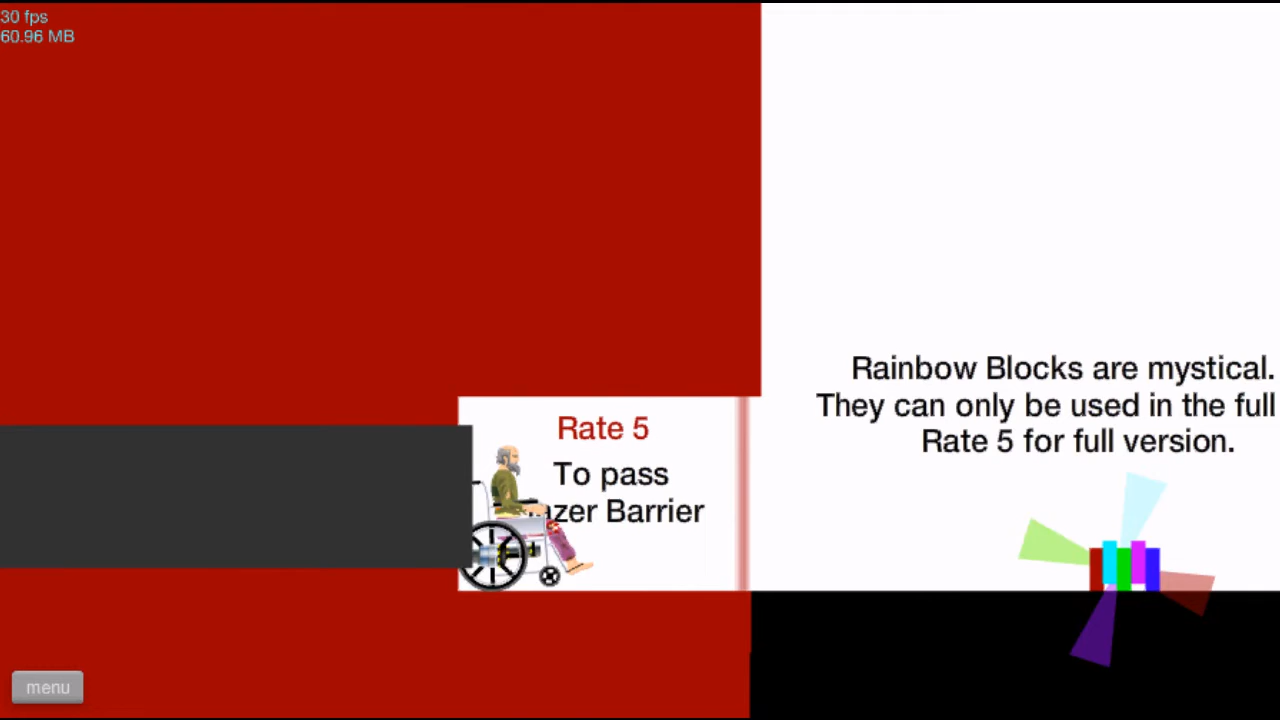 30 fps
60.96 MB
Rate 5
To pass
Barrier
Rainbow Blocks are mystical.
They can only be used in the full
Rate 5 for full version.
menu